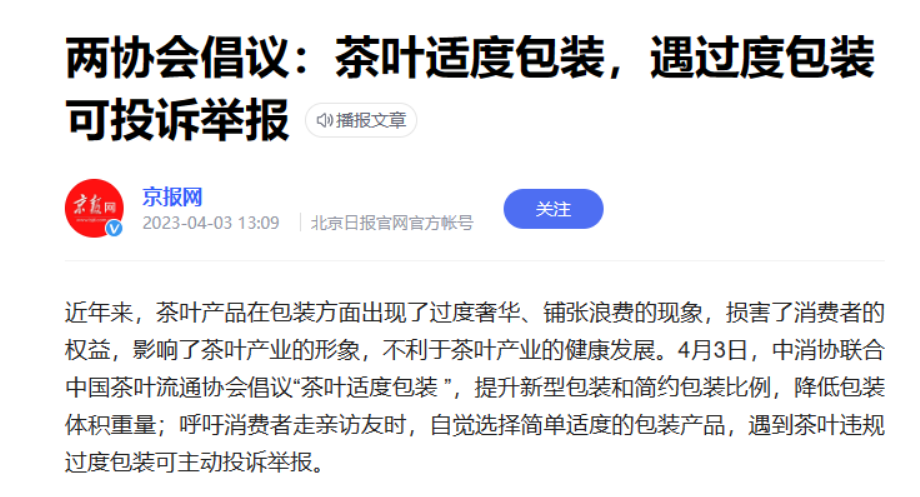 两协会倡议：茶叶适度包装，遇过度包装
可投诉举报
播报文章
京报网
京报网
2023-04-03 13:09
北京日报官网官方帐号
关注
近年来，茶叶产品在包装方面出现了过度奢华、铺张浪费的现象，损害了消费者的
权益，影响了茶叶产业的形象，不利于茶叶产业的健康发展。4月3日，中消协联合
中国茶叶流通协会倡议“茶叶适度包装 ”，提升新型包装和简约包装比例，降低包装
体积重量；呼吁消费者走亲访友时，自觉选择简单适度的包装产品，遇到茶叶违规
过度包装可主动投诉举报。